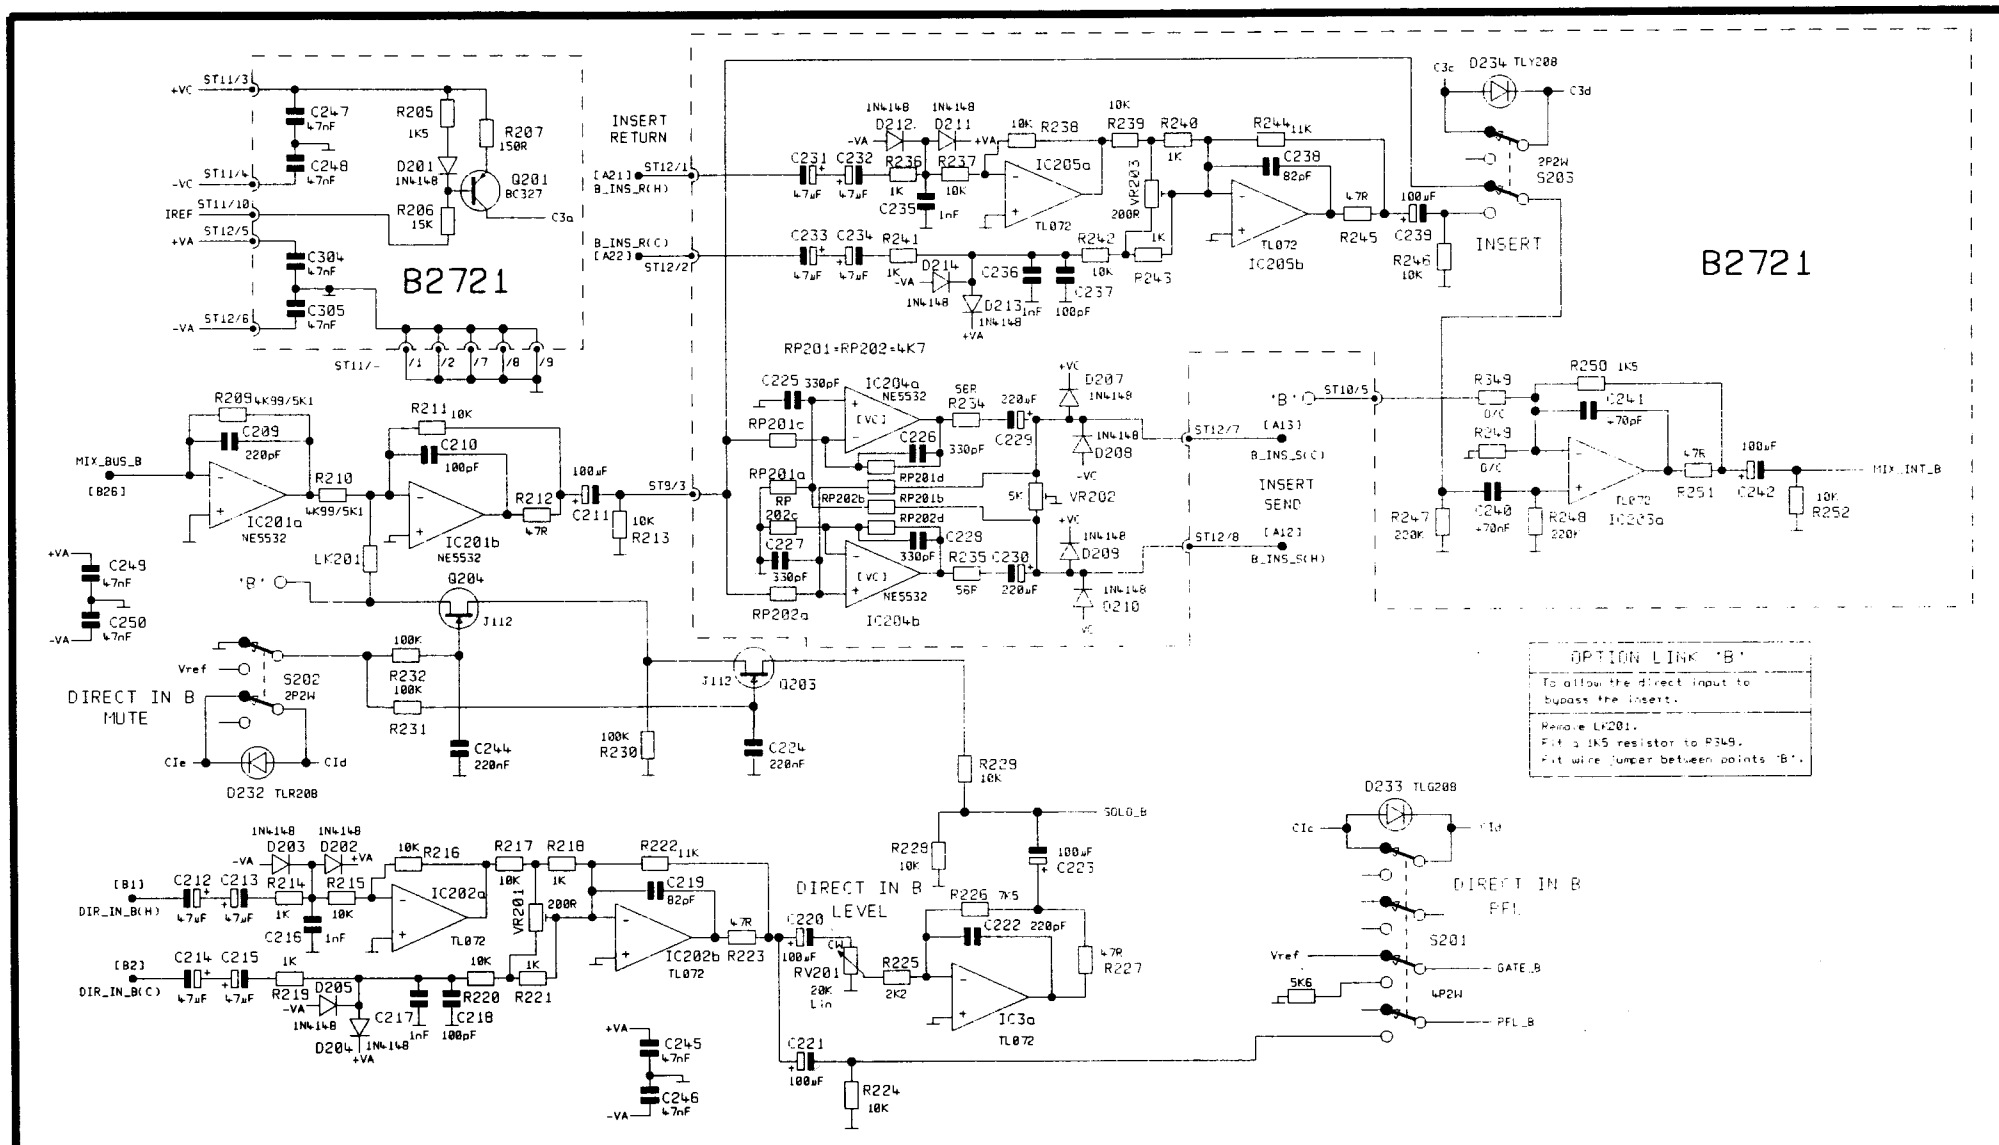 +VC
ST11/3
C247
47nF
C248
47nF
-VC
ST11/4
IREF
ST11/10
+VA
ST12/5
C304
47nF
C305
47nF
-VA
ST12/6
R205
1K5
D201
1N4148
R206
15K
R207
150R
Q201
BC327
C3a
B2721
ST11/-
/1
/2
/7
/8
/9
INSERT
RETURN
[A21]
B_INS_R(H)
ST12/1
B_INS_R(C)
[A22]
ST12/2
C231
47µF
C232
47µF
1N4148
D212
-VA
1N4148
D211
+VA
R236
1K
R237
10K
C235
1nF
10K
R238
IC205a
TL072
10K
R239
R240
1K
VR203
200R
R244
11K
C238
82pF
TL072
IC205b
47R
R245
100µF
C239
R246
10K
INSERT
C3c
D234 TLY208
C3d
2P2W
S203
B2721
C233
47µF
C234
47µF
R241
1K
D214
-VA
1N4148
D213
1N4148
+VA
C236
1nF
C237
100pF
R242
10K
1K
R243
RP201=RP202=4K7
C225
330pF
IC204a
NE5532
[VC]
RP201c
C226
330pF
RP201a
RP
202c
RP201d
RP202b
RP201b
RP202d
C227
330pF
C228
330pF
[VC]
NE5532
IC204b
RP202a
56R
R234
220µF
C229
R235
56R
C230
220µF
+VC
D207
1N4148
1N4148
D208
-VC
5K
VR202
+VC
1N4148
D209
1N4148
D210
VC
ST12/7
[A13]
B_INS_S(C)
INSERT
SEND
ST12/8
[A12]
B_INS_S(H)
'B'
ST10/5
R349
O/C
R249
O/C
R250
1K5
C241
47R
R251
TL072
IC203a
R247
220K
C240
R248
100µF
C242
10K
R252
MIX_INT_B
MIX_BUS_B
[B26]
R209
4K99/5K1
C209
220pF
IC201a
NE5532
R210
4K99/5K1
R211
10K
C210
100pF
IC201b
NE5532
R212
47R
100µF
C211
10K
R213
ST9/3
LK201
'B'
Q204
J112
+VA
C249
47nF
C250
47nF
-VA
Vref
S202
2P2W
DIRECT IN B
MUTE
CIe
CId
D232 TLR208
100K
R232
100K
R231
C244
220nF
100K
R230
J112
Q203
C224
220nF
R229
10K
SOLO_B
10K
100µF
C223
OPTION LINK 'B'
To allow the direct input to
bypass the insert.
Remove LK201.
Fit a 1K5 resistor to R349.
Fit wire jumper between points 'B'.
[B1]
DIR_IN_B(H)
C212
47µF
C213
47µF
1N4148
D203
-VA
1N4148
D202
+VA
R214
1K
R215
10K
C216
1nF
10K
R216
IC202a
TL072
R217
10K
R218
1K
VR201
200R
R222
11K
C219
82pF
IC202b
TL072
47R
R223
[B2]
DIR_IN_B(C)
C214
47µF
C215
47µF
1K
R219
D205
-VA
1N4148
D204
1N4148
+VA
C217
1nF
C218
100pF
10K
R220
1K
R221
+VA
C245
47nF
C246
47nF
-VA
DIRECT IN B
LEVEL
C220
100µF
CW
RV201
20K
Lin
R225
2K2
R226
7K5
C222
220pF
IC3a
TL072
47R
R227
C221
100µF
R224
10K
D233 TLG208
CIc
CId
DIRECT IN B
PFL
S201
Vref
GATE_B
5K6
4P2W
PFL_B